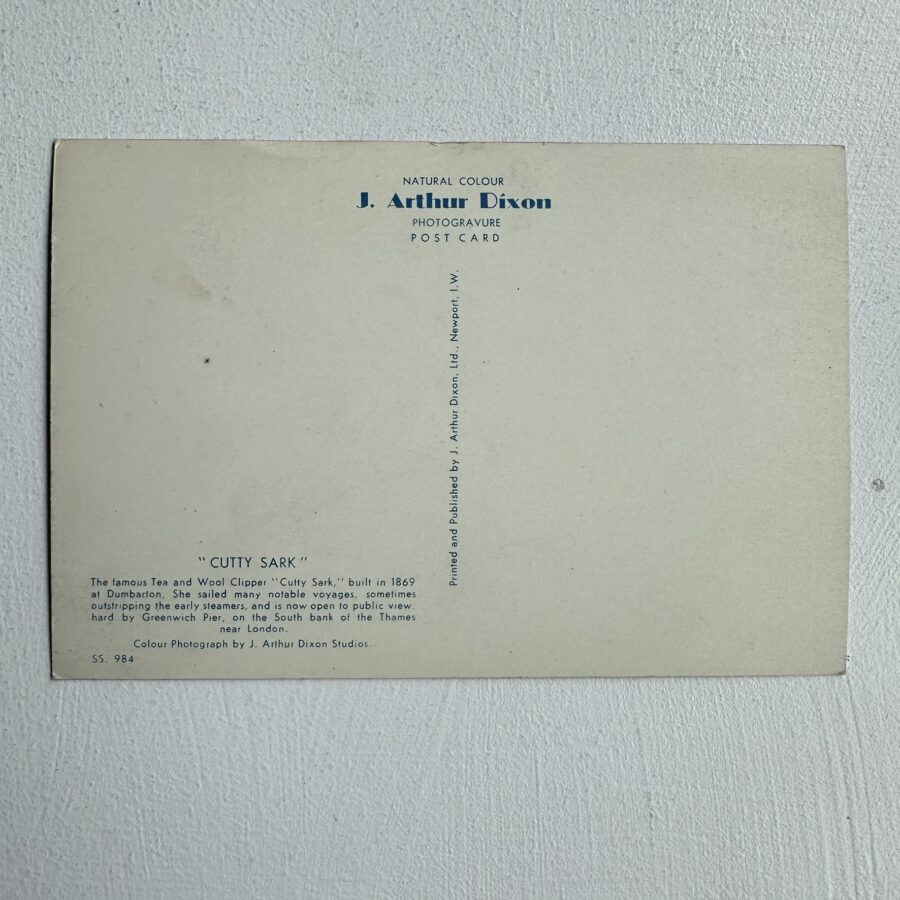 NATURAL COLOUR
J. Arthur Dixon
PHOTOGRAVURE
POST CARD
Printed and Published by J. Arthur Dixon, Ltd., Newport, I.W.
"CUTTY SARK"
The famous Tea and Wool Clipper "Cutty Sark," built in 1869
at Dumbarton, She sailed many notable voyages, sometimes
outstripping the early steamers, and is now open to public view,
hard by Greenwich Pier, on the South bank of the Thames
near London.
Colour Photograph by J. Arthur Dixon Studios.
SS. 984